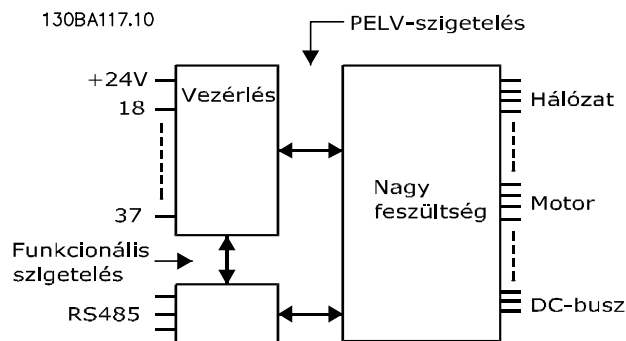 130BA117.10
PELV-szigetelés
+24V
18
37
Vezérlés
Nagy
feszültség
Hálózat
Motor
DC-busz
Funkcionális
szigetelés
RS485